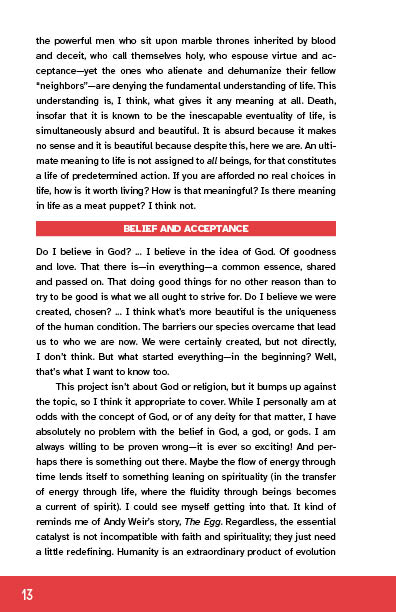 the powerful men who sit upon marble thrones inherited by blood
and deceit, who call themselves holy, who espouse virtue and ac-
ceptance—yet the ones who alienate and dehumanize their fellow
“neighbors”—are denying the fundamental understanding of life. This
understanding is, I think, what gives it any meaning at all. Death,
insofar that it is known to be the inescapable eventuality of life, is
simultaneously absurd and beautiful. It is absurd because it makes
no sense and it is beautiful because despite this, here we are. An ulti-
mate meaning to life is not assigned to all beings, for that constitutes
a life of predetermined action. If you are afforded no real choices in
life, how is it worth living? How is that meaningful? Is there meaning
in life as a meat puppet? I think not.
BELIEF AND ACCEPTANCE
Do I believe in God? ... I believe in the idea of God. Of goodness
and love. That there is—in everything—a common essence, shared
and passed on. That doing good things for no other reason than to
try to be good is what we all ought to strive for. Do I believe we were
created, chosen? ... I think what's more beautiful is the uniqueness
of the human condition. The barriers our species overcame that lead
us to who we are now. We were certainly created, but not directly,
I don't think. But what started everything—in the beginning? Well,
that's what I want to know too.
This project isn't about God or religion, but it bumps up against
the topic, so I think it appropriate to cover. While I personally am at
odds with the concept of God, or of any deity for that matter, I have
absolutely no problem with the belief in God, a god, or gods. I am
always willing to be proven wrong—it is ever so exciting! And per-
haps there is something out there. Maybe the flow of energy through
time lends itself to something leaning on spirituality (in the transfer
of energy through life, where the fluidity through beings becomes
a current of spirit). I could see myself getting into that. It kind of
reminds me of Andy Weir's story, The Egg. Regardless, the essential
catalyst is not incompatible with faith and spirituality; they just need
a little redefining. Humanity is an extraordinary product of evolution
13